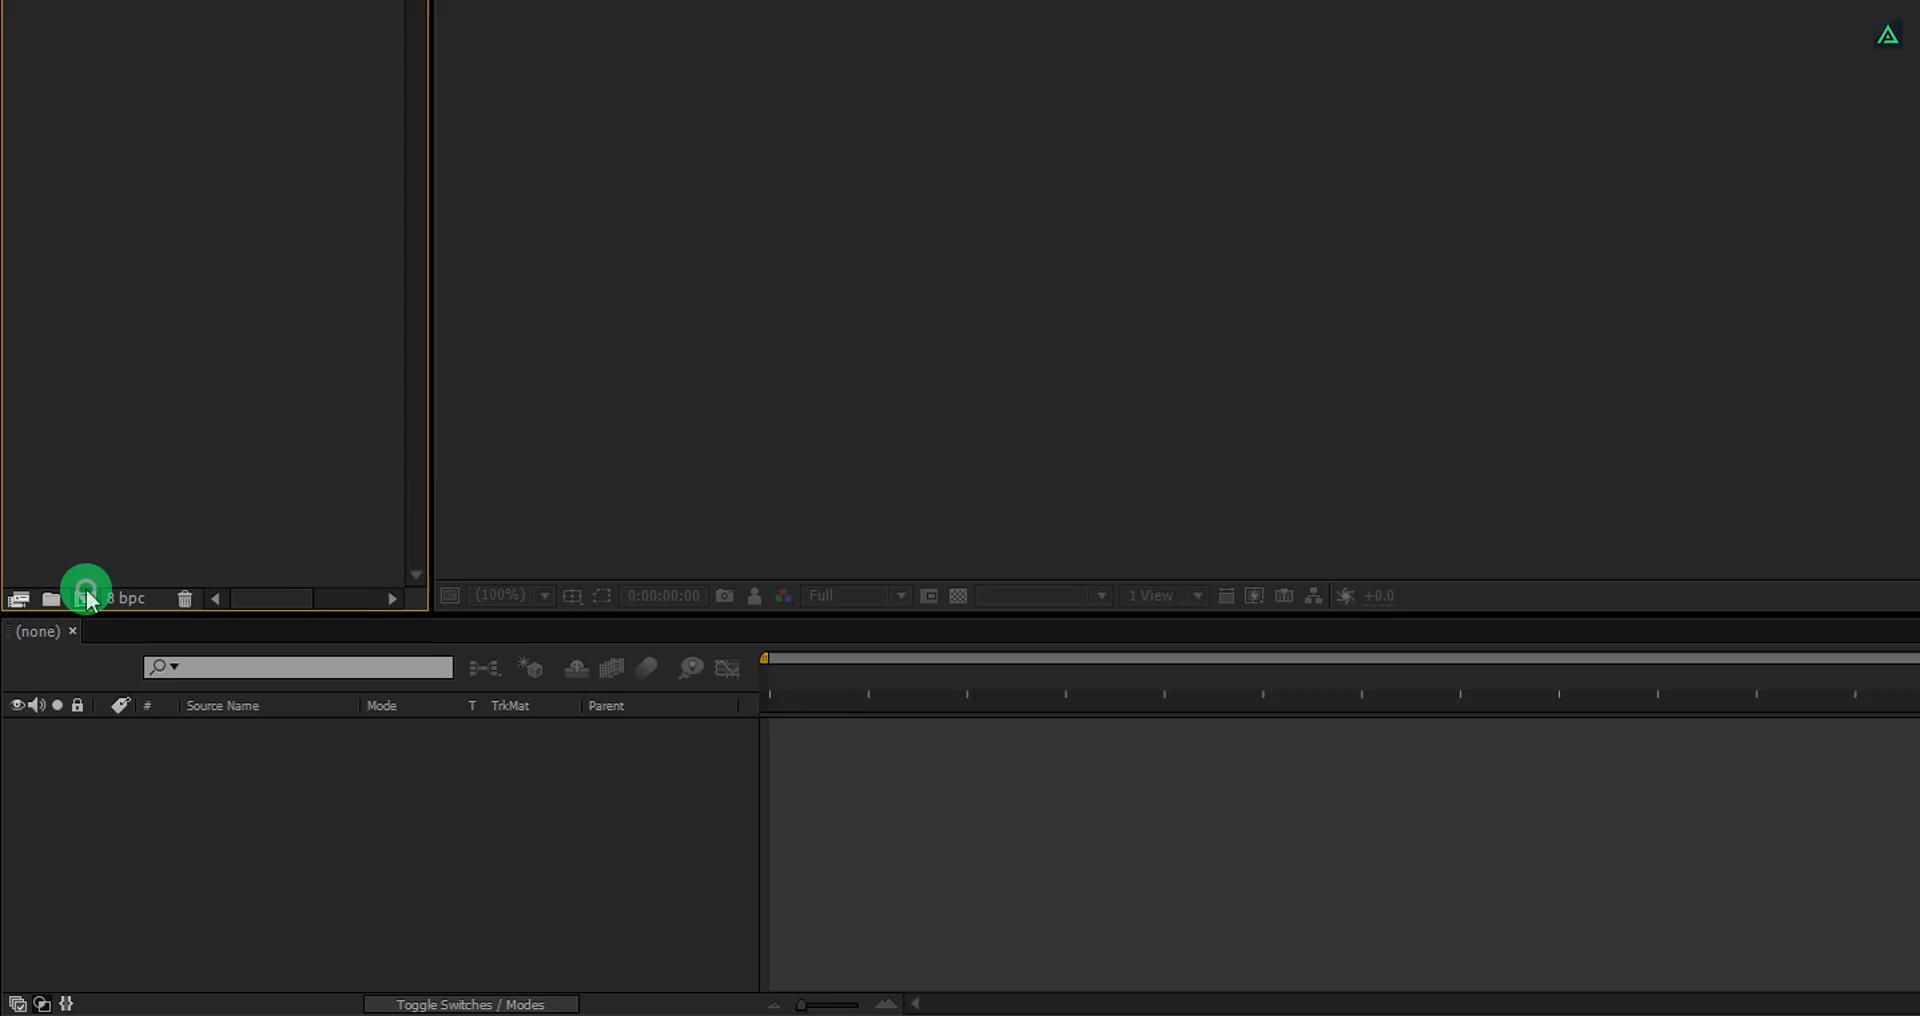 8 bpc
(100%)
0:00:00:00
Full
1 View
+0.0
(none) ×
# Source Name Mode T TrkMat Parent
Toggle Switches / Modes